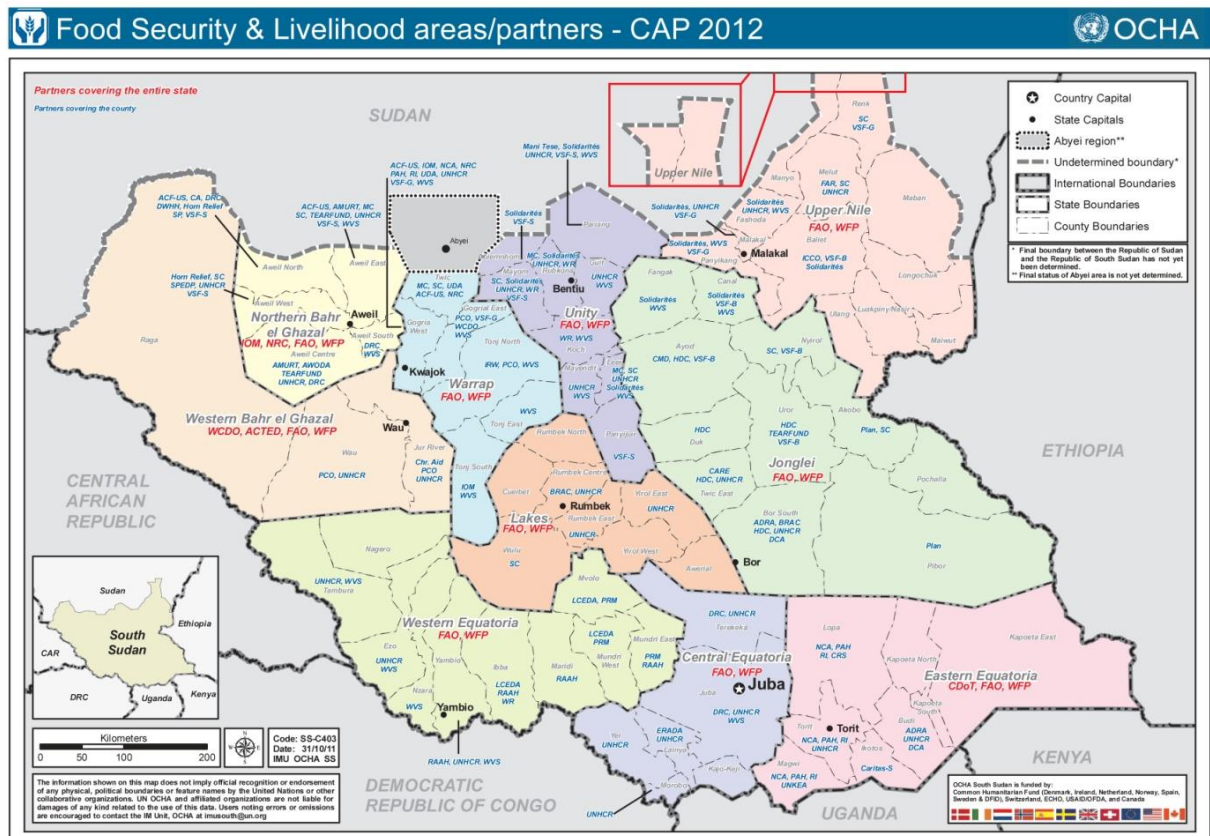 Food Security & Livelihood areas/partners - CAP 2012
OCHA
Partners covering the entire state
Partners covering the county
SUDAN
Country Capital
State Capitals
Abyei region**
Undetermined boundary*
International Boundaries
State Boundaries
County Boundaries
* Final boundary between the Republic of Sudan
and the Republic of South Sudan has not yet
been determined.
** Final status of Abyei area is not yet determined.
Upper Nile
Renk
SC
VSF-G
Manyo
Melut
FAR, SC
UNHCR
Maban
Solidarités
UNHCR, WVS
Fashoda
Upper Nile
FAO, WFP
Solidarités, UNHCR
VSF-G
Solidarités, WVS
VSF-G
Malakal
Malakal
Panyikang
Baliet
ICCO, VSF-B
Solidarités
Longochuk
Luakpiny/Nasir
Ulang
Maiwut
ACF-US, CA, DRC
DWHH, Horn Relief
SP, VSF-S
ACF-US, AMURT, MC
SC, TEARFUND, UNHCR
VSF-S, WVS
ACF-US, IOM, NCA, NRC
PAH, RI, UDA, UNHCR
VSF-G, WVS
Mani Tese, Solidarités
UNHCR, VSF-S, WVS
Solidarités
VSF-S
Abyei
Horn Relief, SC
SPEDP, UNHCR
VSF-S
Aweil North
Aweil East
Aweil West
Northern Bahr
el Ghazal
IOM, NRC, FAO, WFP
Aweil
Aweil South
DRC
WVS
Aweil Centre
AMURT, AWODA
TEARFUND
UNHCR, DRC
Raga
Western Bahr el Ghazal
WCDO, ACTED, FAO, WFP
Wau
Wau
PCO, UNHCR
Jur River
Chr. Aid
PCO
UNHCR
Twic
MC, SC, UDA
ACF-US, NRC
Gogrial East
PCO, VSF-G
WCDO
WVS
Gogrial
West
Tonj North
IRW, PCO, WVS
Kwajok
Warrap
FAO, WFP
WVS
Tonj East
Tonj South
IOM
WVS
Pariang
Abiemnom
Mayom
SC, Solidarités
UNHCR, WR
VSF-S
MC, Solidarités
UNHCR, WR
Rubkona
Guit
UNHCR
WVS
Bentiu
Unity
FAO, WFP
WR, WVS
Koch
Mayendit
UNHCR
WVS
Leer
MC, SC
UNHCR
Solidarités
WVS
Panyijar
VSF-S
Fangak
Solidarités
WVS
Canal
Solidarités
VSF-B
WVS
Ayod
CMD, HDC, VSF-B
SC, VSF-B
Nyirol
Uror
HDC
TEARFUND
VSF-B
Akobo
Plan, SC
HDC
Duk
CARE
HDC, UNHCR
Twic East
Jonglei
FAO, WFP
Pochalla
Bor South
ADRA, BRAC
HDC, UNHCR
DCA
Plan
Pibor
Bor
Rumbek North
Rumbek Centre
BRAC, UNHCR
Cueibet
Rumbek
Lakes
FAO, WFP
Rumbek East
UNHCR
Yirol East
UNHCR
Yirol West
Wulu
SC
Awerial
ETHIOPIA
CENTRAL
AFRICAN
REPUBLIC
Nagero
UNHCR, WVS
Tambura
Western Equatoria
FAO, WFP
Ezo
UNHCR
WVS
Yambio
Nzara
WVS
Yambio
Ibba
LCEDA
RAAH
WR
Maridi
RAAH
Mvolo
LCEDA, PRM
LCEDA
PRM
Mundri
West
Mundri East
PRM
RAAH
RAAH, UNHCR, WVS
DRC, UNHCR
Terekeka
Central Equatoria
FAO, WFP
Juba
Juba
DRC, UNHCR
WVS
Yei
UNHCR
ERADA
UNHCR
Lainya
Kajo-Keji
Morobo
UNHCR
Lopa
NCA, PAH
RI, CRS
Kapoeta North
Kapoeta East
Eastern Equatoria
CDoT, FAO, WFP
Kapoeta
South
Budi
ADRA
UNHCR
DCA
Torit
Torit
NCA, PAH, RI
UNHCR
Ikotos
Caritas-S
Magwi
NCA, PAH, RI
UNKEA
KENYA
UGANDA
DEMOCRATIC
REPUBLIC OF CONGO
Sudan
South
Sudan
Ethiopia
CAR
DRC
Uganda
Kenya
Kilometers
0 50 100 200
Code: SS-C403
Date: 31/10/11
IMU OCHA SS
The information shown on this map does not imply official recognition or endorsement
of any physical, political boundaries or feature names by the United Nations or other
collaborative organizations. UN OCHA and affiliated organizations are not liable for
damages of any kind related to the use of this data. Users noting errors or omissions
are encouraged to contact the IM Unit, OCHA at imusouth@un.org
OCHA South Sudan is funded by:
Common Humanitarian Fund (Denmark, Ireland, Netherland, Norway, Spain,
Sweden & DFID), Switzerland, ECHO, USAID/OFDA, and Canada